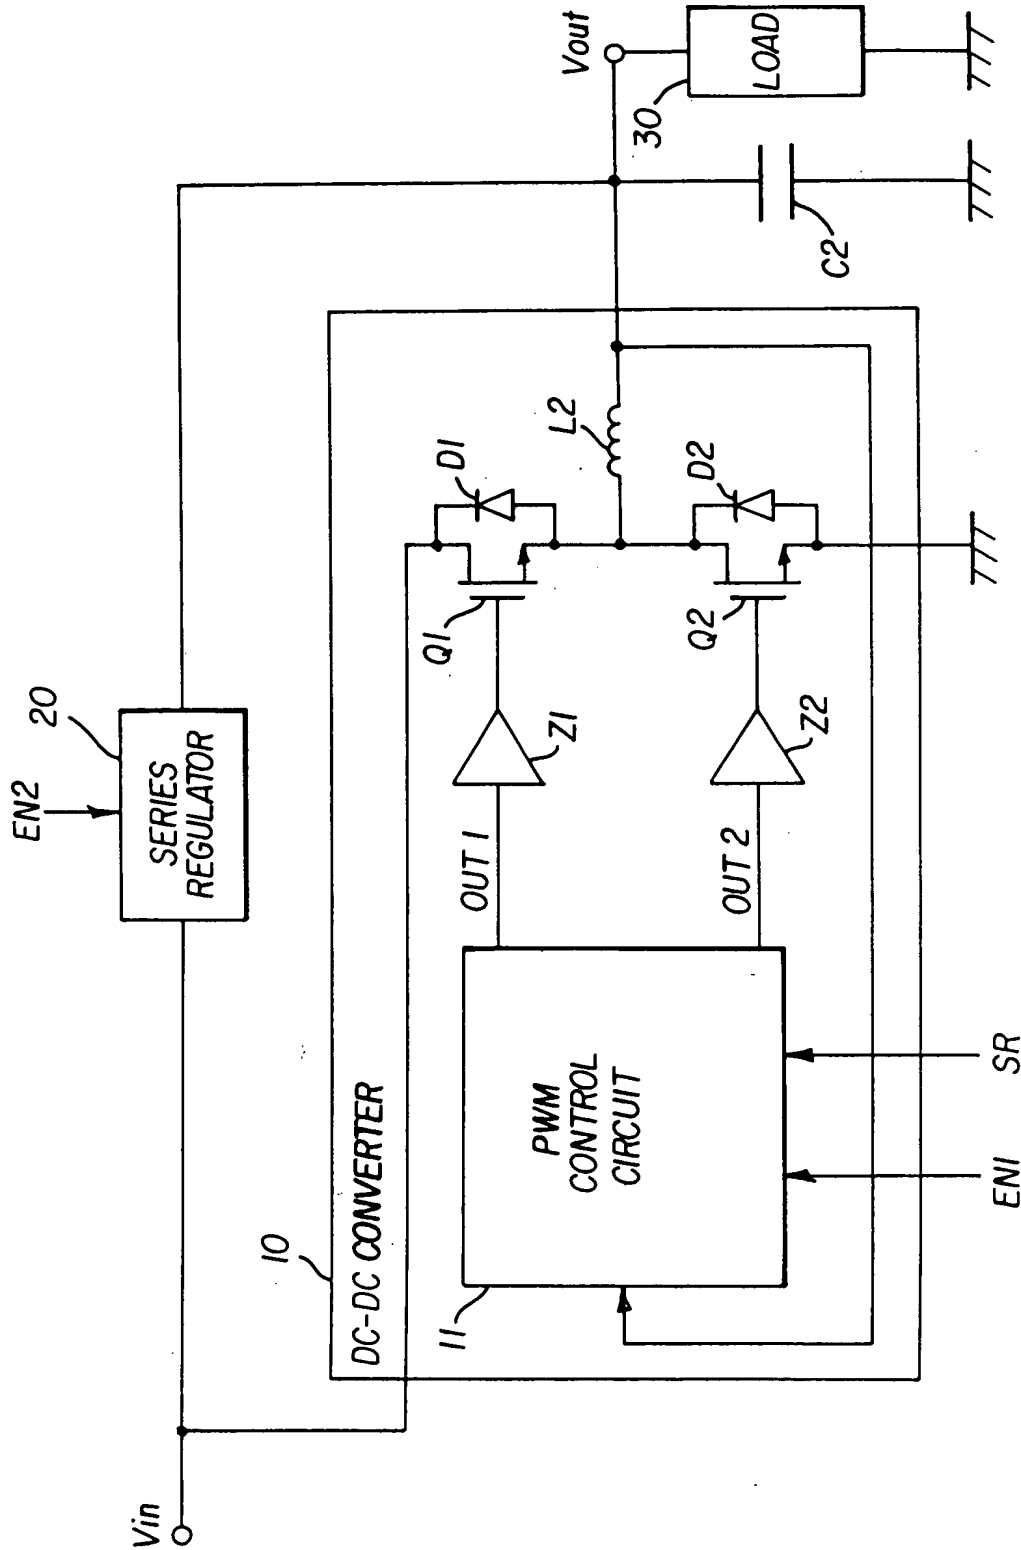 EN2
20
SERIES
REGULATOR
Vin
Vout
10
DC-DC CONVERTER
11
PWM
CONTROL
CIRCUIT
OUT 1
OUT 2
Z1
Z2
Q1
Q2
D1
D2
L2
C2
30
LOAD
EN1
SR